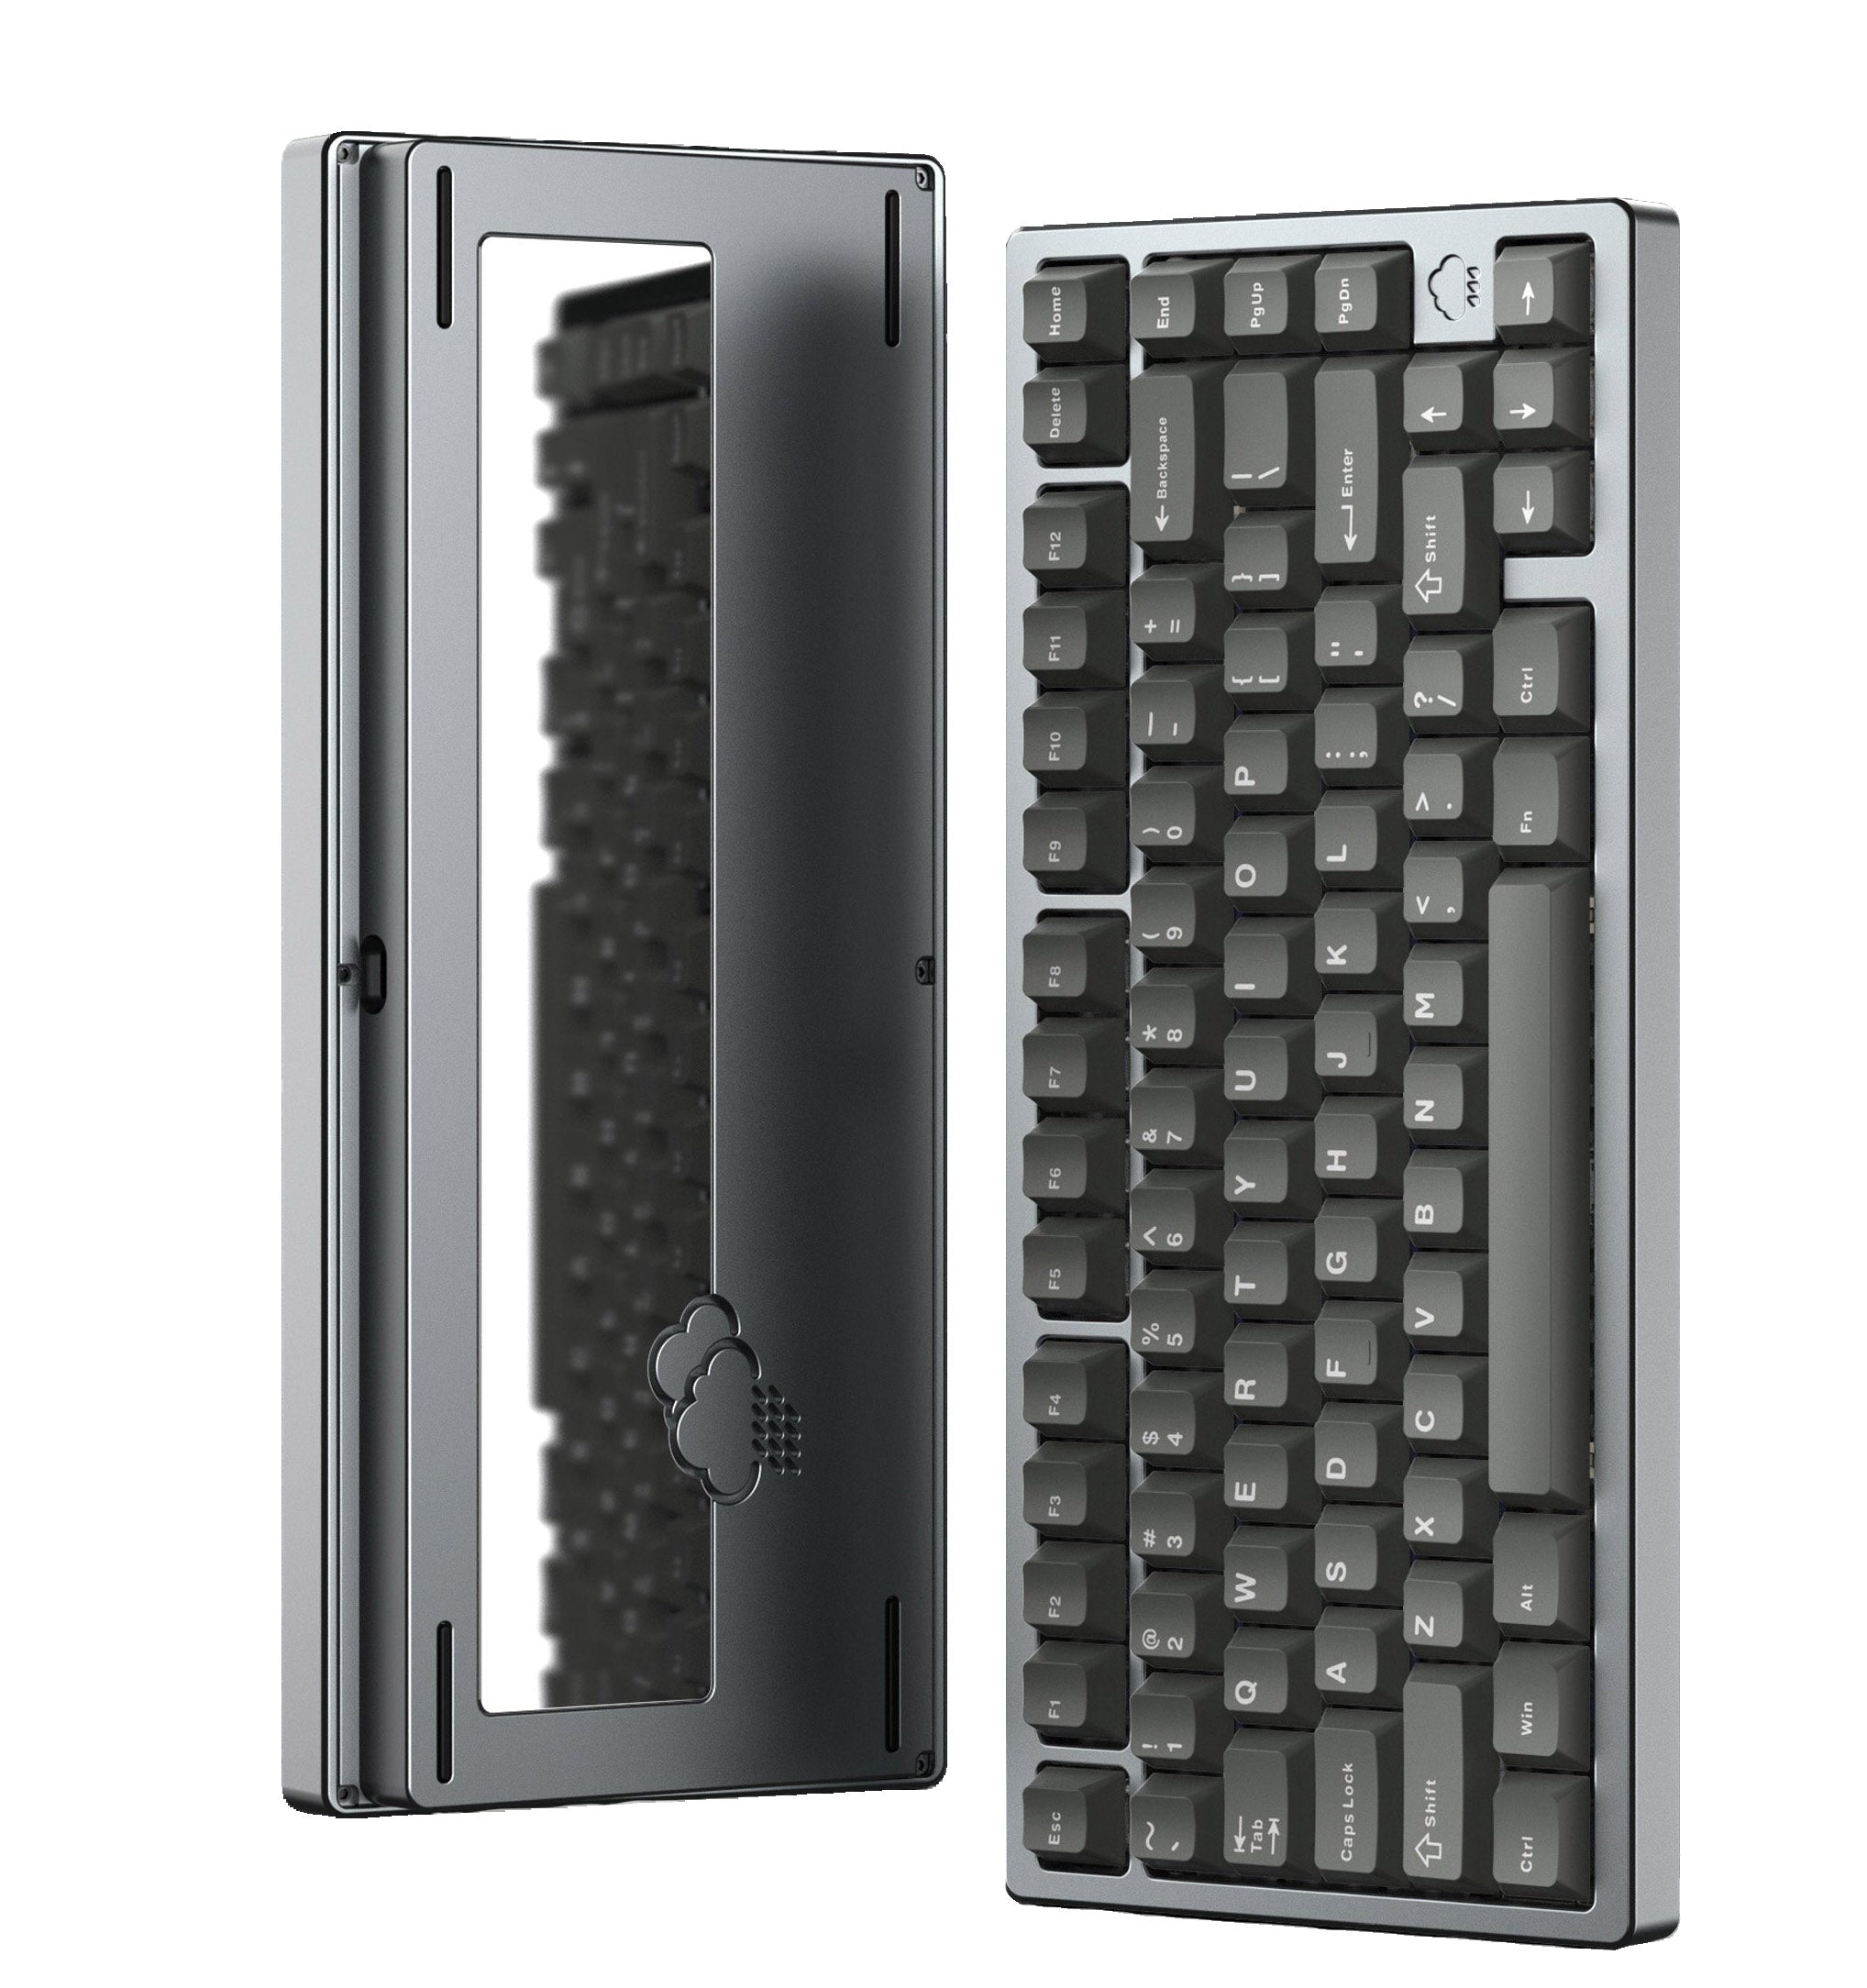 Esc
F1
F2
F3
F4
F5
F6
F7
F8
F9
F10
F11
F12
Delete
Home
~ `
! 1
@ 2
# 3
$ 4
% 5
^ 6
& 7
* 8
( 9
) 0
— -
+ =
← Backspace
End
Tab
Q
W
E
R
T
Y
U
I
O
P
{ [
} ]
| \
PgUp
Caps Lock
A
S
D
F
G
H
J
K
L
: ;
" '
Enter
PgDn
Shift
Z
X
C
V
B
N
M
< ,
> .
? /
Shift
↑
Ctrl
Win
Alt
Fn
Ctrl
←
↓
→